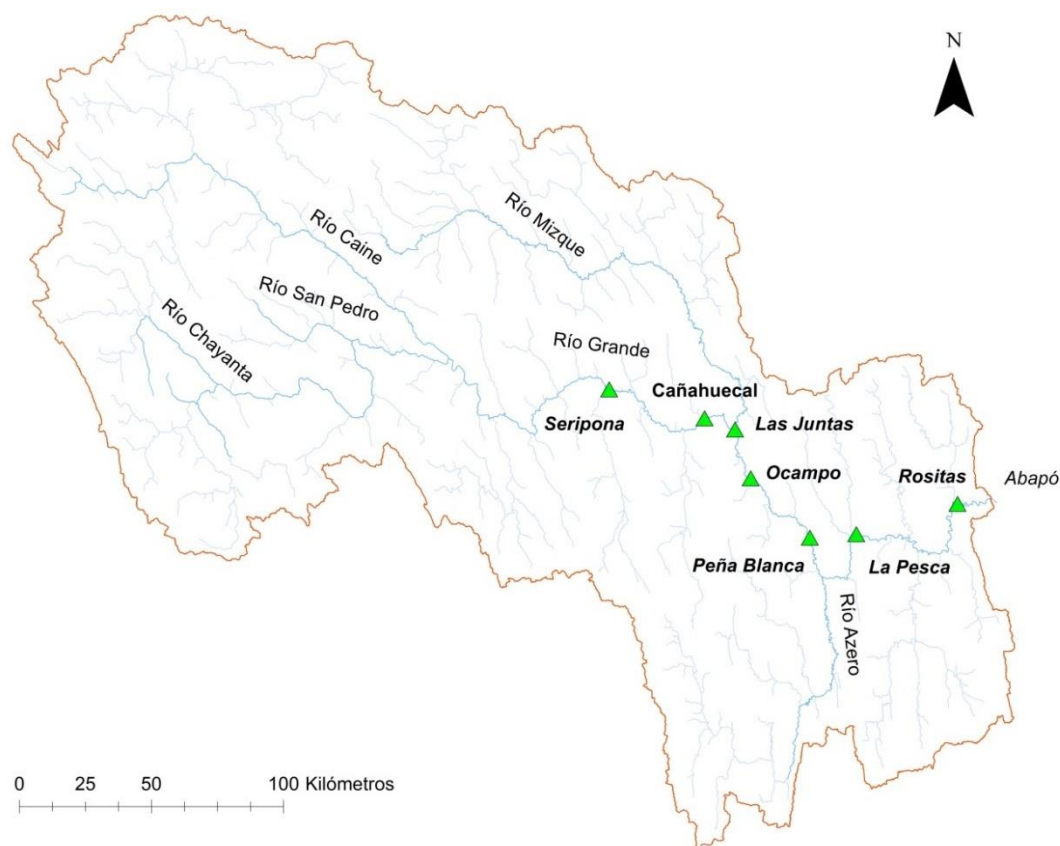 N
Río Mizque
Río Caine
Río San Pedro
Río Chayanta
Río Grande
Cañahuecal
Seripona
Las Juntas
Ocampo
Rositas
Abapó
Peña Blanca
La Pesca
Río Azero
0 25 50 100 Kilómetros